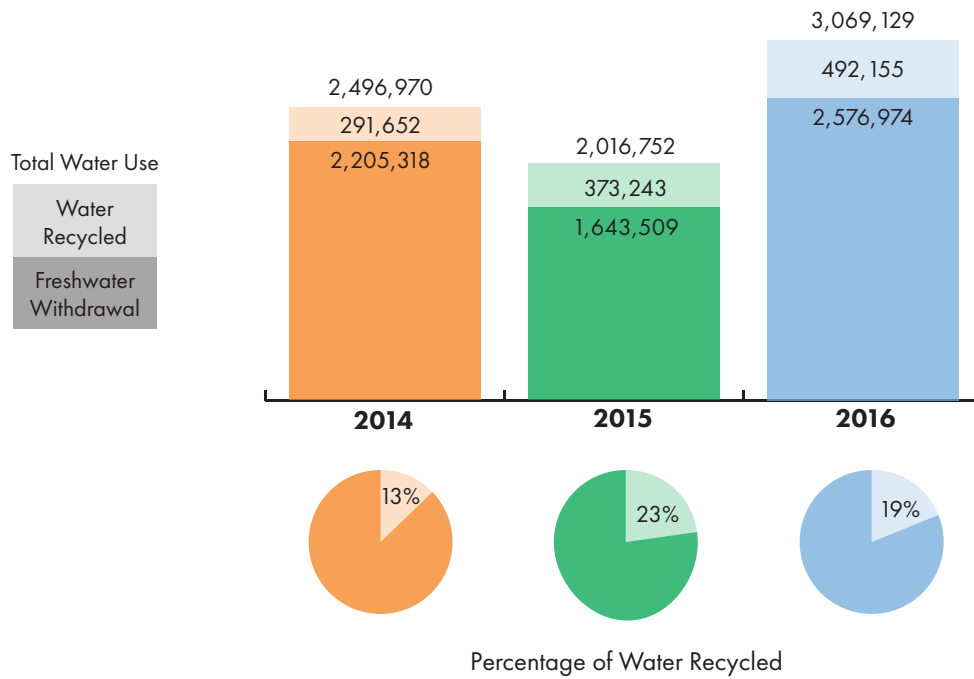 3,069,129
492,155
2,576,974
2,496,970
291,652
2,205,318
2,016,752
373,243
1,643,509
Total Water Use
Water
Recycled
Freshwater
Withdrawal
2014
2015
2016
13%
23%
19%
Percentage of Water Recycled